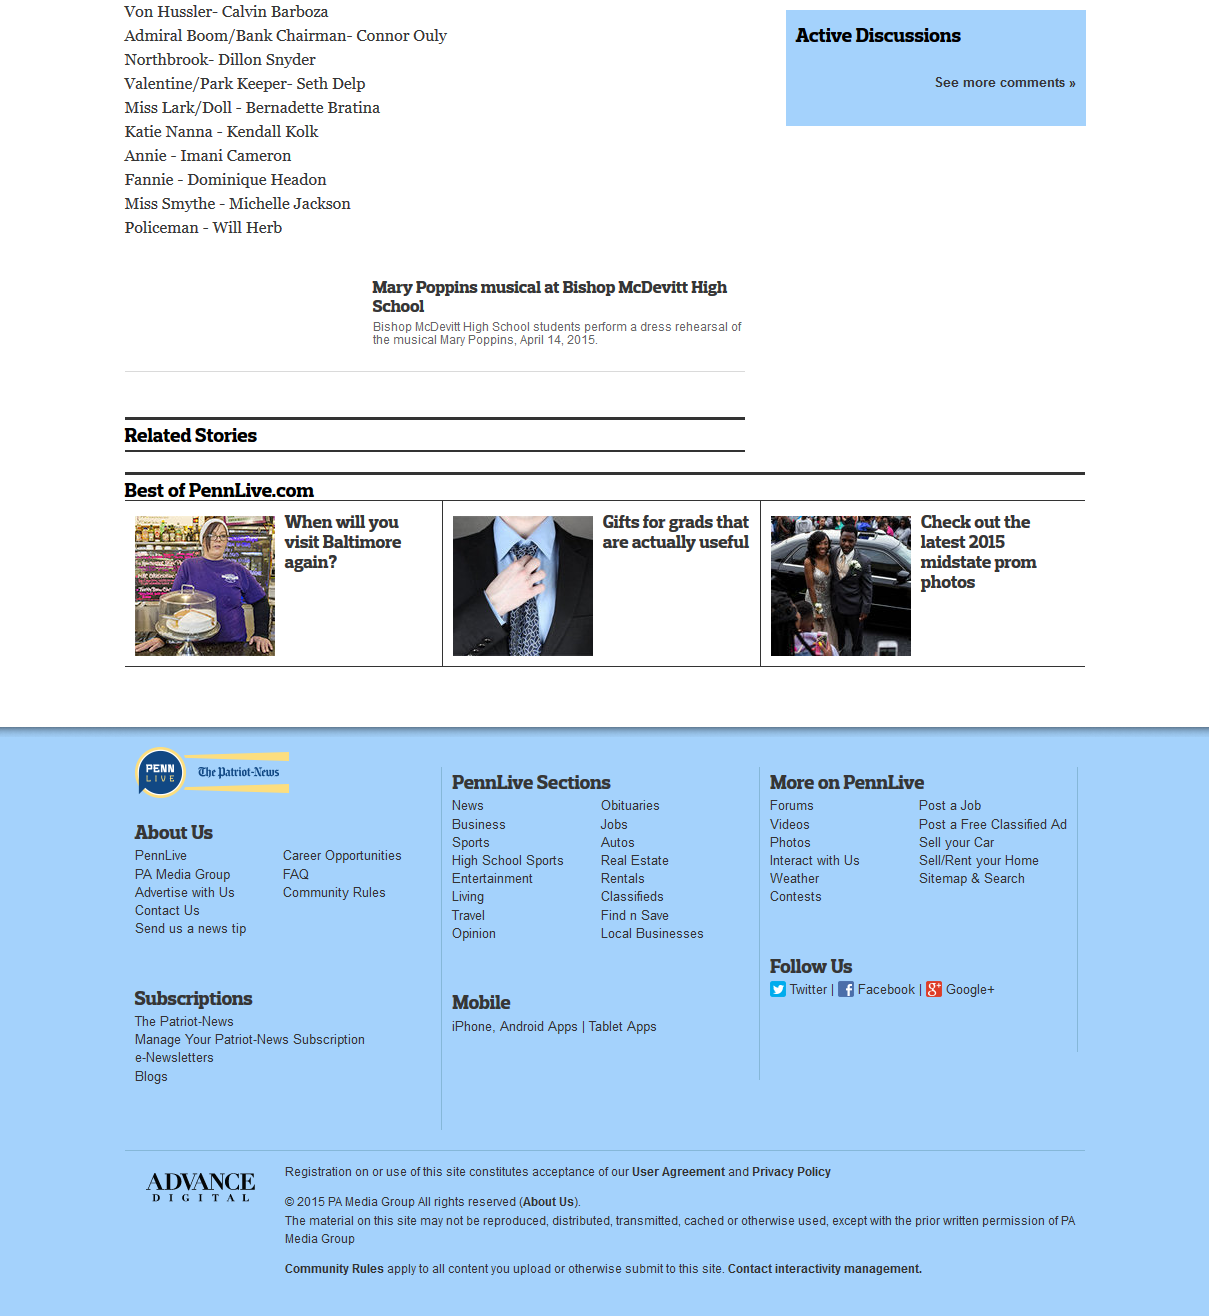 Von Hussler- Calvin Barboza
Admiral Boom/Bank Chairman- Connor Ouly
Northbrook- Dillon Snyder
Valentine/Park Keeper- Seth Delp
Miss Lark/Doll - Bernadette Bratina
Katie Nanna - Kendall Kolk
Annie - Imani Cameron
Fannie - Dominique Headon
Miss Smythe - Michelle Jackson
Policeman - Will Herb
Active Discussions
See more comments »
Mary Poppins musical at Bishop McDevitt High
School
Bishop McDevitt High School students perform a dress rehearsal of
the musical Mary Poppins, April 14, 2015.
Related Stories
Best of PennLive.com
When will you
visit Baltimore
again?
Gifts for grads that
are actually useful
Check out the
latest 2015
midstate prom
photos
PENN
LIVE
The Patriot-News
About Us
PennLive
PA Media Group
Advertise with Us
Contact Us
Send us a news tip
Career Opportunities
FAQ
Community Rules
Subscriptions
The Patriot-News
Manage Your Patriot-News Subscription
e-Newsletters
Blogs
PennLive Sections
News
Business
Sports
High School Sports
Entertainment
Living
Travel
Opinion
Obituaries
Jobs
Autos
Real Estate
Rentals
Classifieds
Find n Save
Local Businesses
Mobile
iPhone, Android Apps | Tablet Apps
More on PennLive
Forums
Videos
Photos
Interact with Us
Weather
Contests
Post a Job
Post a Free Classified Ad
Sell your Car
Sell/Rent your Home
Sitemap & Search
Follow Us
Twitter | Facebook | Google+
ADVANCE
DIGITAL
Registration on or use of this site constitutes acceptance of our User Agreement and Privacy Policy
© 2015 PA Media Group All rights reserved (About Us).
The material on this site may not be reproduced, distributed, transmitted, cached or otherwise used, except with the prior written permission of PA
Media Group
Community Rules apply to all content you upload or otherwise submit to this site. Contact interactivity management.